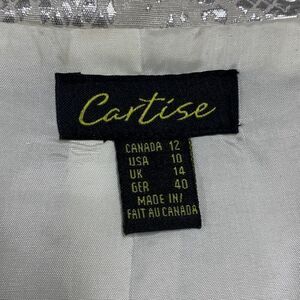 Cartise
CANADA 12
USA 10
UK 14
GER 40
MADE IN/
FAIT AU CANADA